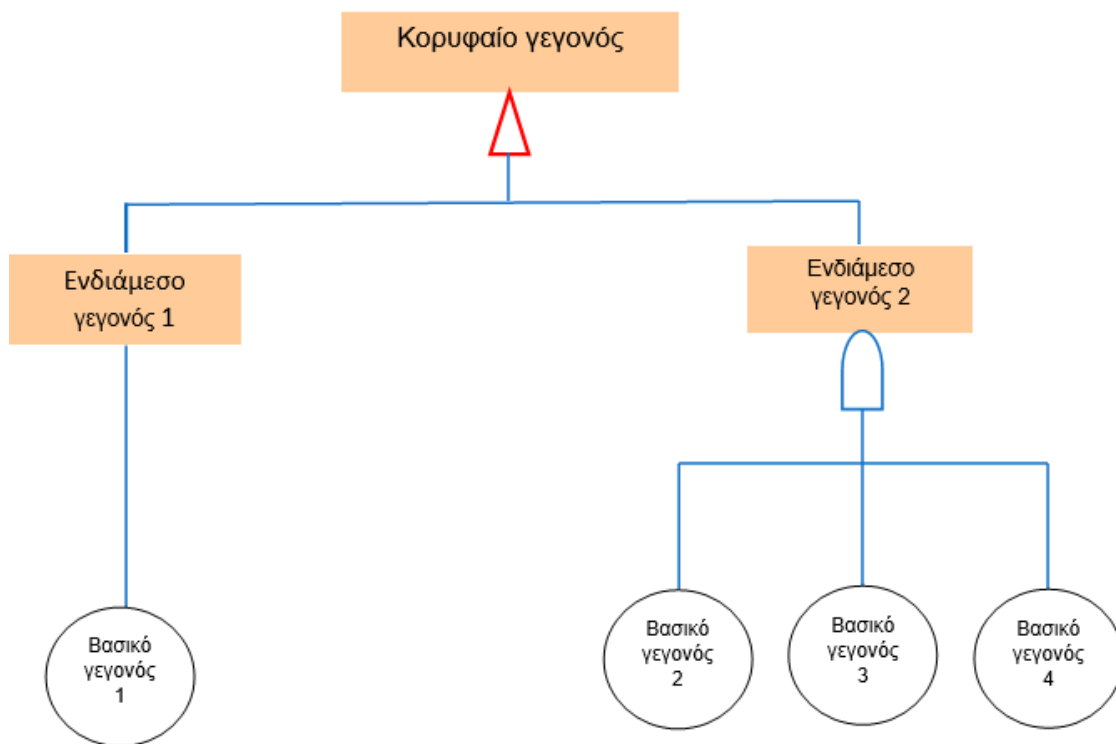 Κορυφαίο γεγονός
Ενδιάμεσο
γεγονός 1
Ενδιάμεσο
γεγονός 2
Βασικό
γεγονός
1
Βασικό
γεγονός
2
Βασικό
γεγονός
3
Βασικό
γεγονός
4